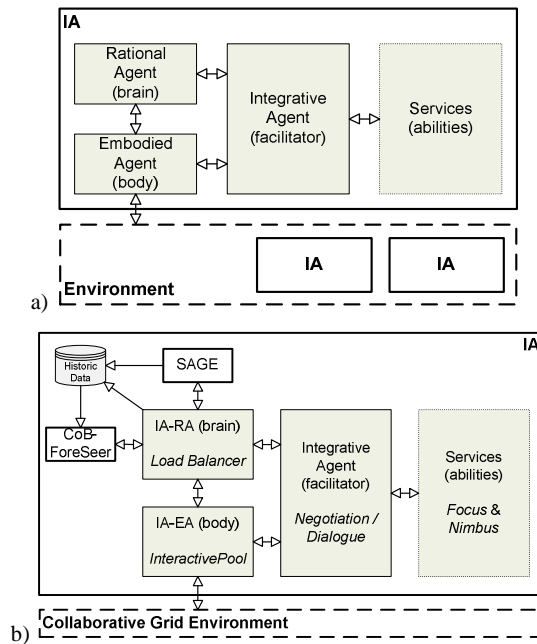 IA
Rational
Agent
(brain)
Embodied
Agent
(body)
Integrative
Agent
(facilitator)
Services
(abilities)
Environment
IA
IA
a)
IA
Historic
Data
SAGE
CoB-
ForeSeer
IA-RA (brain)
Load Balancer
IA-EA (body)
InteractivePool
Integrative
Agent
(facilitator)
Negotiation /
Dialogue
Services
(abilities)
Focus &
Nimbus
b)
Collaborative Grid Environment